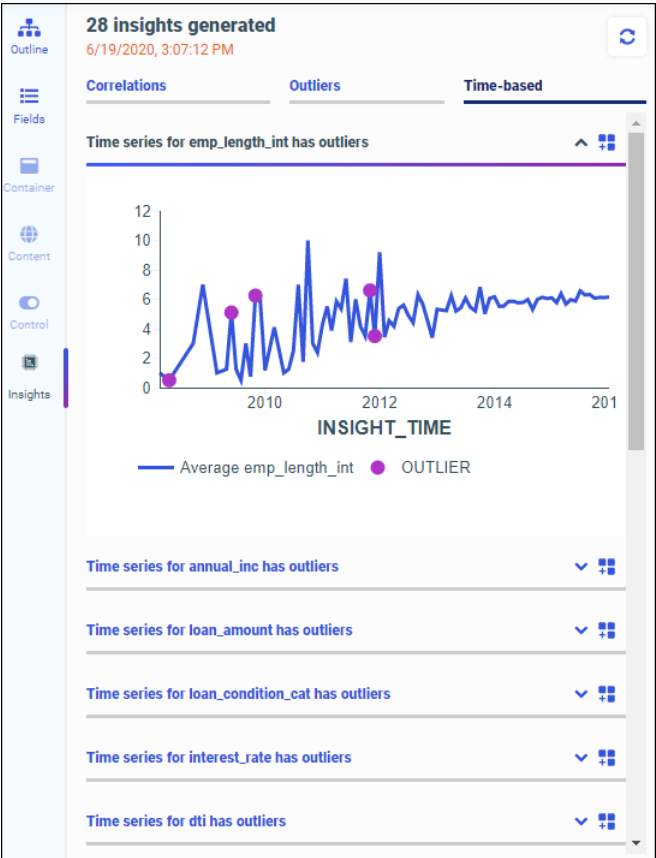 Outline
Fields
Container
Content
Control
Insights
28 insights generated
6/19/2020, 3:07:12 PM
Correlations Outliers Time-based
Time series for emp_length_int has outliers
12
10
8
6
4
2
0
2010 2012 2014 201
INSIGHT_TIME
Average emp_length_int OUTLIER
Time series for annual_inc has outliers
Time series for loan_amount has outliers
Time series for loan_condition_cat has outliers
Time series for interest_rate has outliers
Time series for dti has outliers